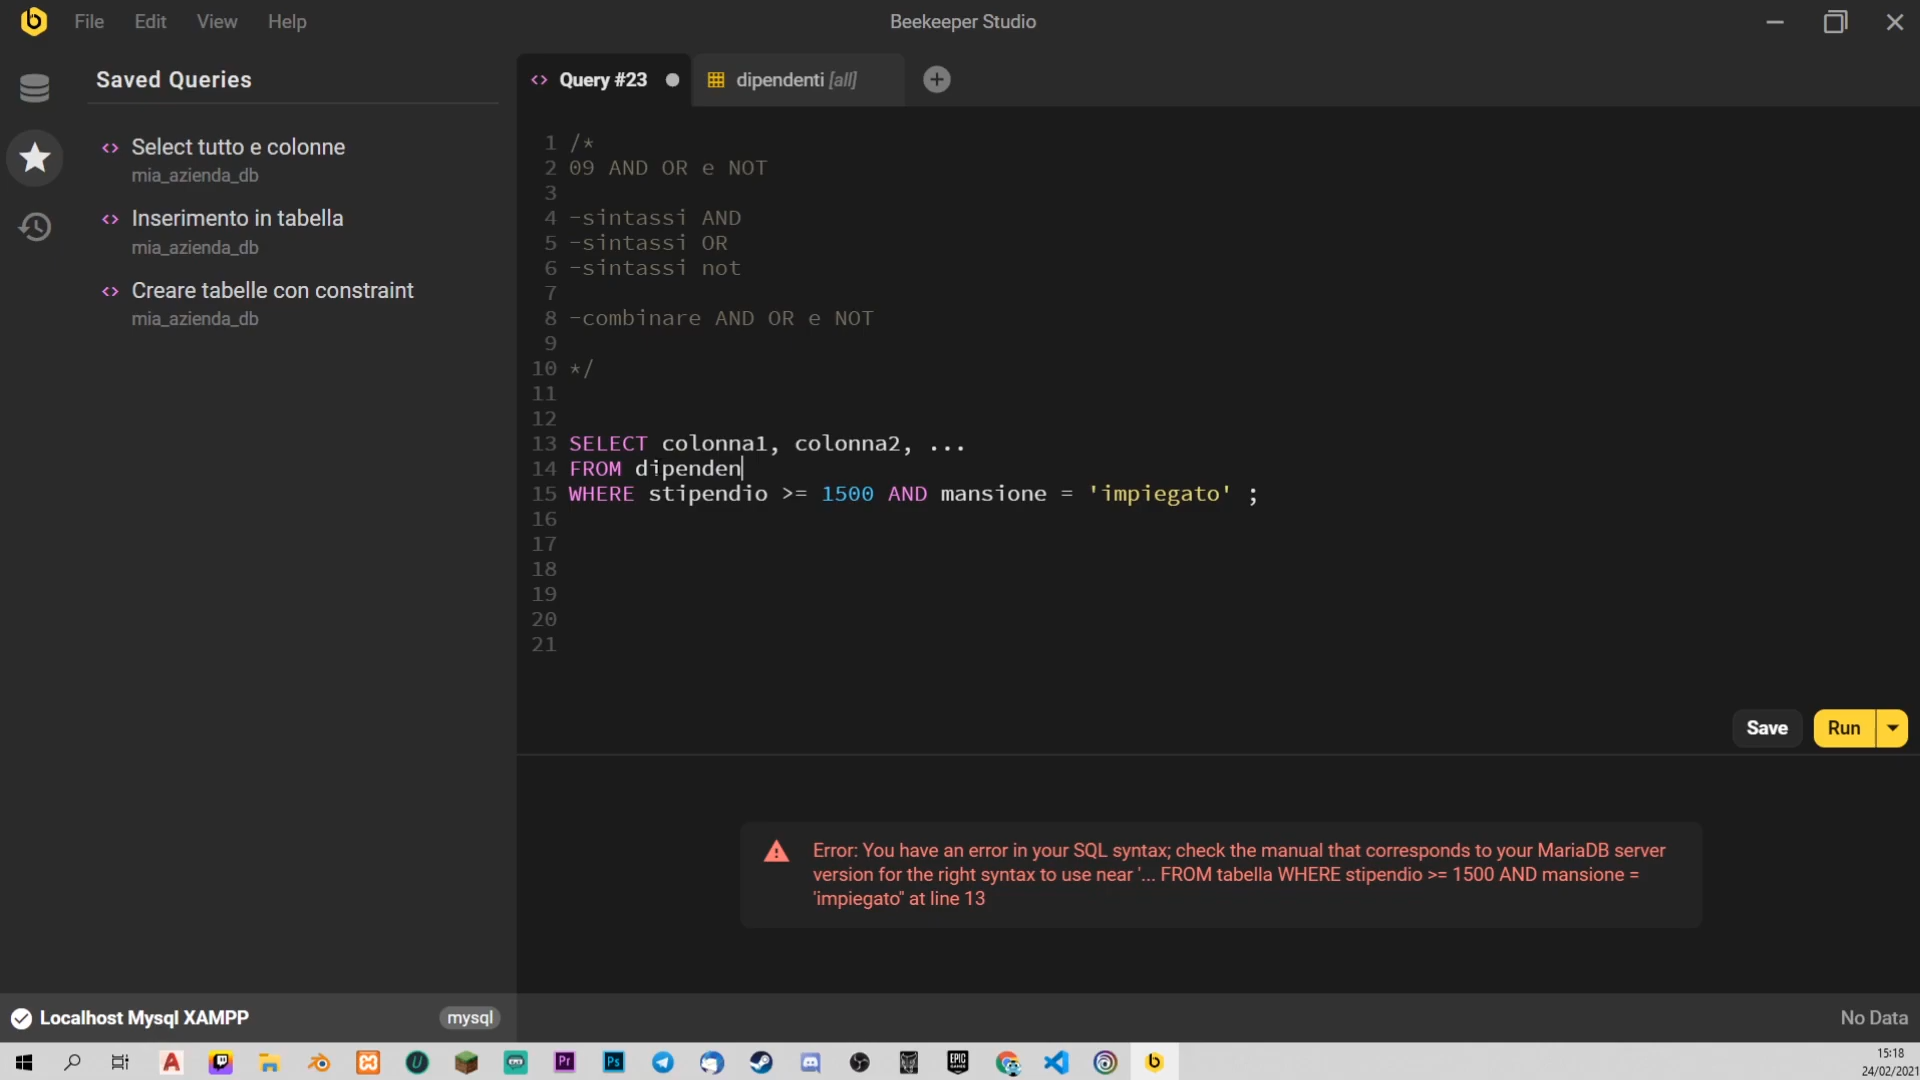 File Edit View Help
Beekeeper Studio
Saved Queries
Select tutto e colonne
mia_azienda_db
Inserimento in tabella
mia_azienda_db
Creare tabelle con constraint
mia_azienda_db
<> Query #23
dipendenti [all]
1 /*
2 09 AND OR e NOT
3
4 -sintassi AND
5 -sintassi OR
6 -sintassi not
7
8 -combinare AND OR e NOT
9
10 */
11
12
13 SELECT colonna1, colonna2, ...
14 FROM dipenden
15 WHERE stipendio >= 1500 AND mansione = 'impiegato' ;
16
17
18
19
20
21
Save Run
Error: You have an error in your SQL syntax; check the manual that corresponds to your MariaDB server
version for the right syntax to use near '... FROM tabella WHERE stipendio >= 1500 AND mansione =
'impiegato'' at line 13
Localhost Mysql XAMPP mysql
No Data
Pr Ps
EPIC GAMES
15:18
24/02/2021